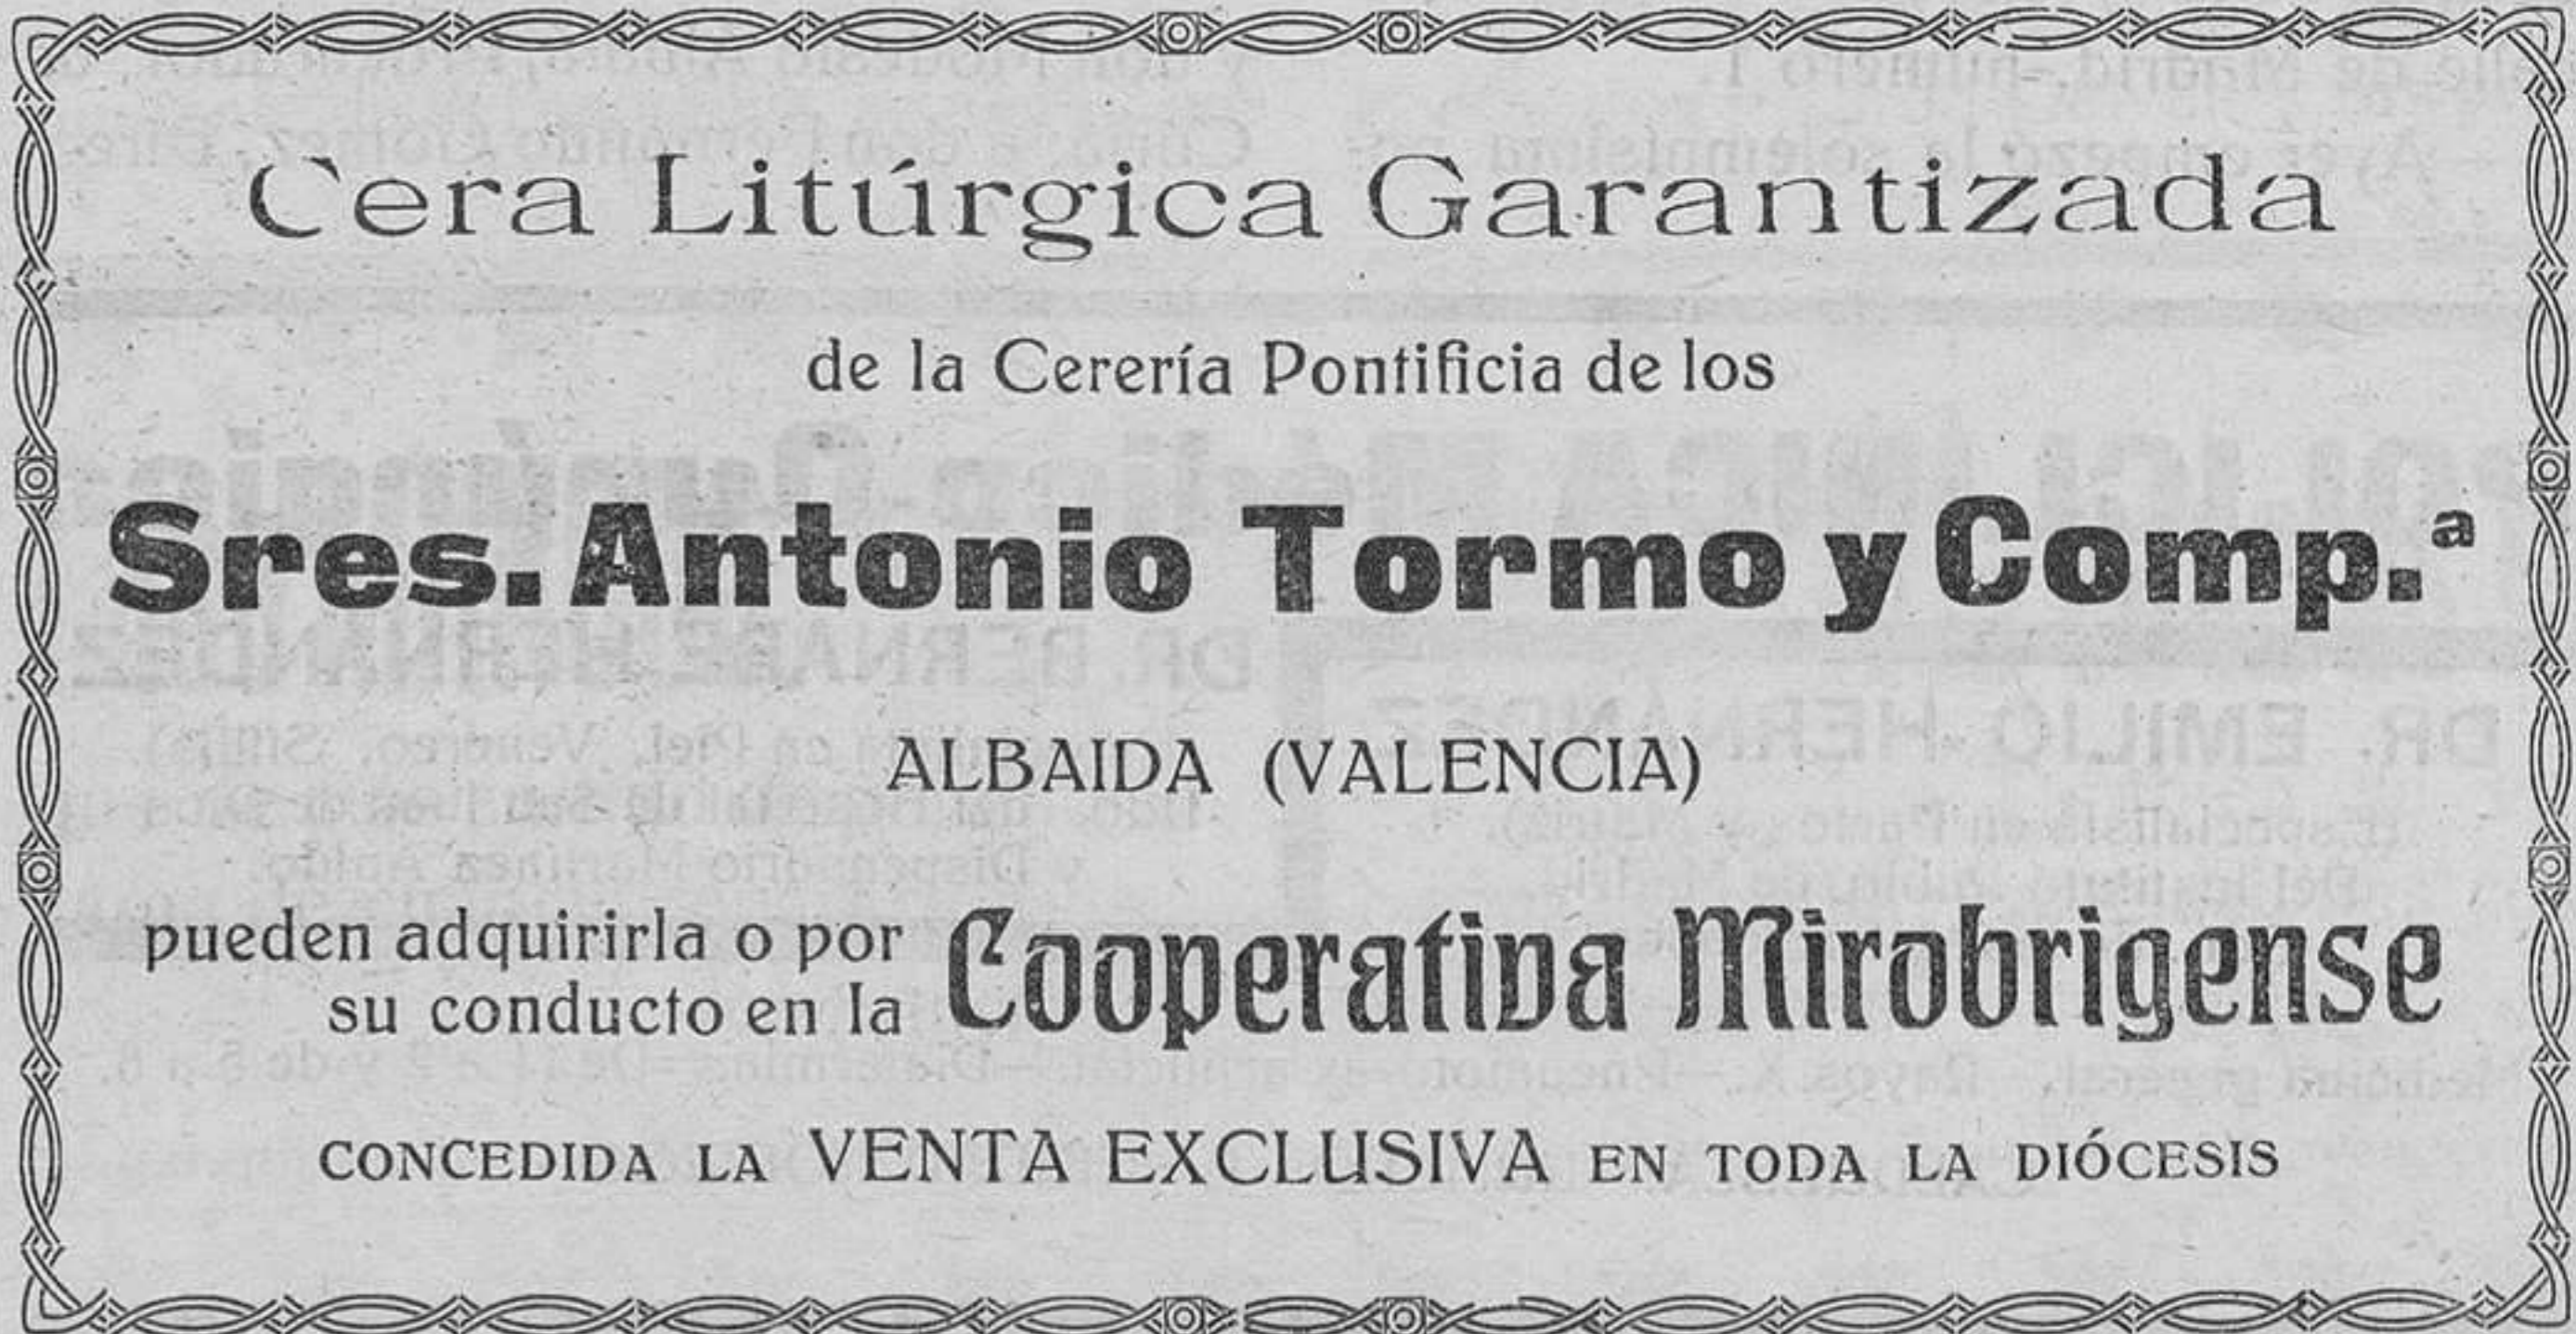 Cera Litúrgica Garantizada
de la Cerería Pontificia de los
Sres. Antonio Tormo y Comp.ª
ALBAIDA (VALENCIA)
pueden adquirirla o por
su conducto en la
Cooperativa Mirobrigense
CONCEDIDA LA VENTA EXCLUSIVA EN TODA LA DIÓCESIS